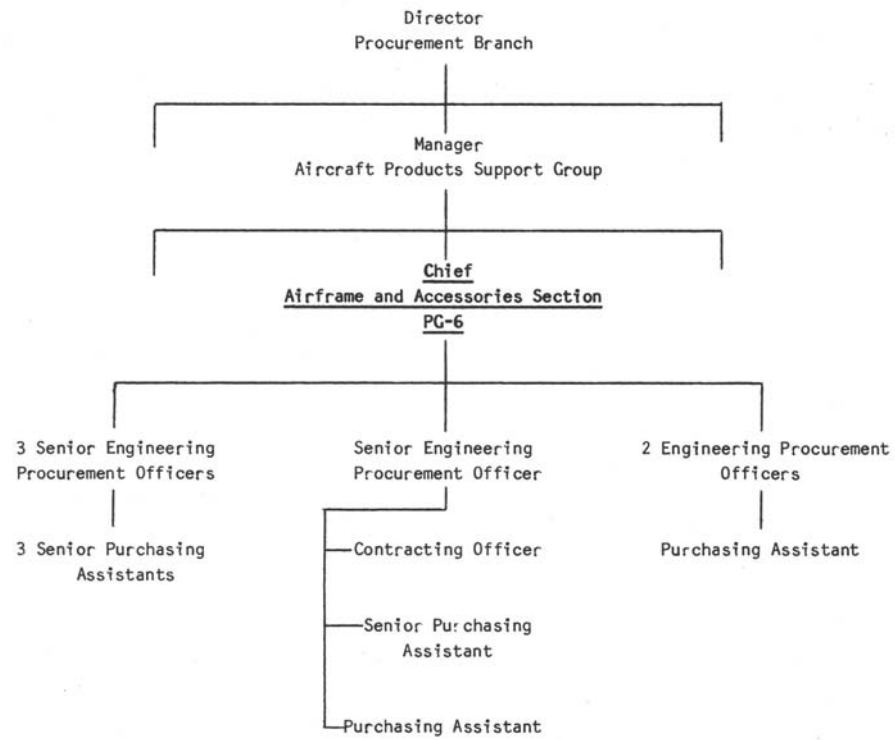 Director
Procurement Branch
Manager
Aircraft Products Support Group
Chief
Airframe and Accessories Section
PG-6
3 Senior Engineering
Procurement Officers
Senior Engineering
Procurement Officer
2 Engineering Procurement
Officers
3 Senior Purchasing
Assistants
Contracting Officer
Senior Purchasing
Assistant
Purchasing Assistant
Purchasing Assistant